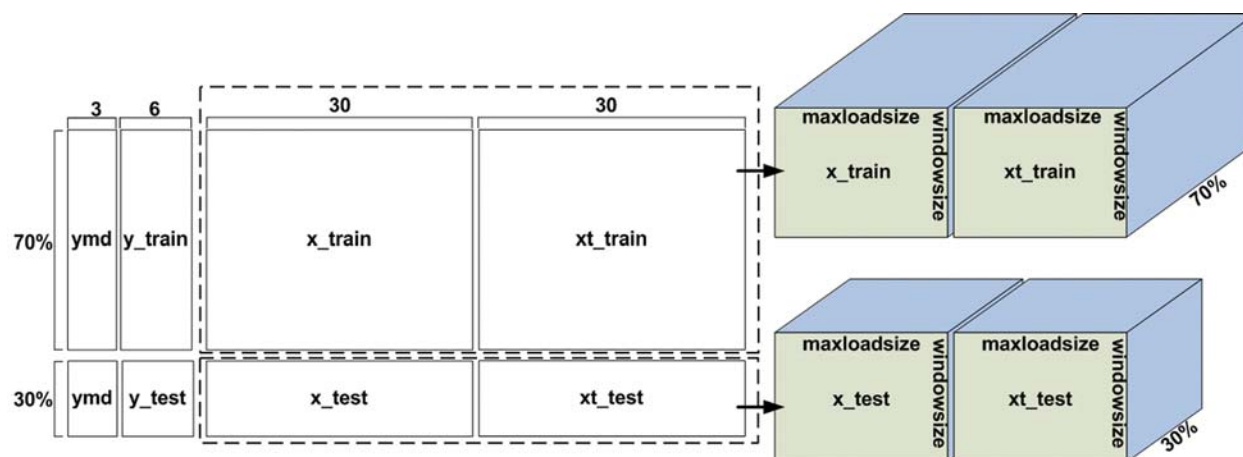 3 6 30 30
70% ymd y_train x_train xt_train
30% ymd y_test x_test xt_test
maxloadsize maxloadsize
x_train xt_train
windowsize windowsize
70%
maxloadsize maxloadsize
x_test xt_test
windowsize windowsize
30%